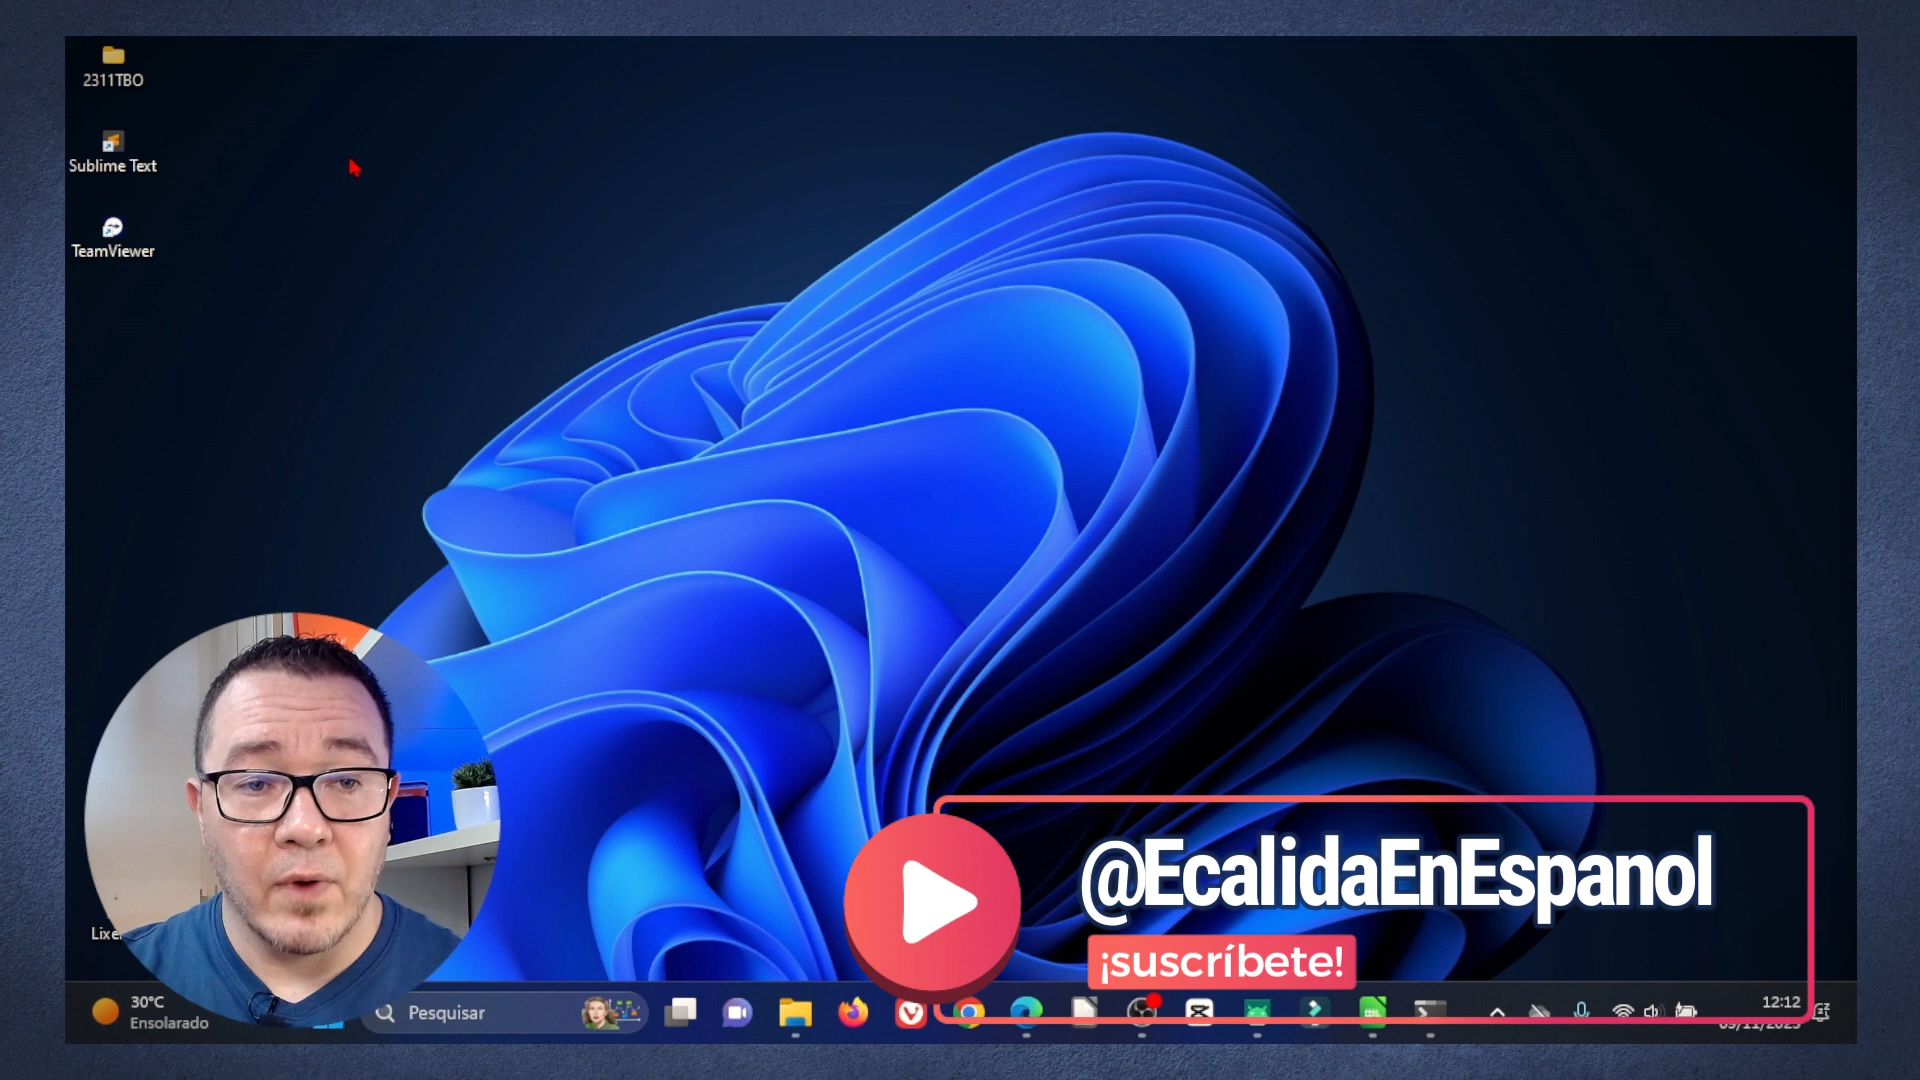 2311TBO
Sublime Text
TeamViewer
@EcalidaEnEspanol
¡suscríbete!
30°C
Ensolarado
Pesquisar
12:12